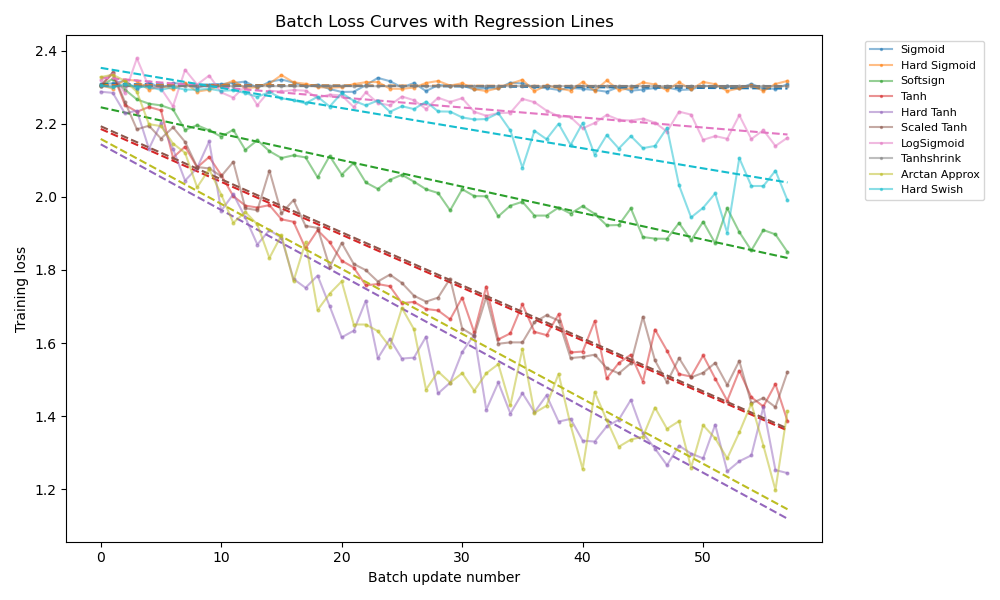 Batch Loss Curves with Regression Lines
Training loss
2.4
2.2
2.0
1.8
1.6
1.4
1.2
0
10
20
30
40
50
Batch update number
Sigmoid
Hard Sigmoid
Softsign
Tanh
Hard Tanh
Scaled Tanh
LogSigmoid
Tanhshrink
Arctan Approx
Hard Swish